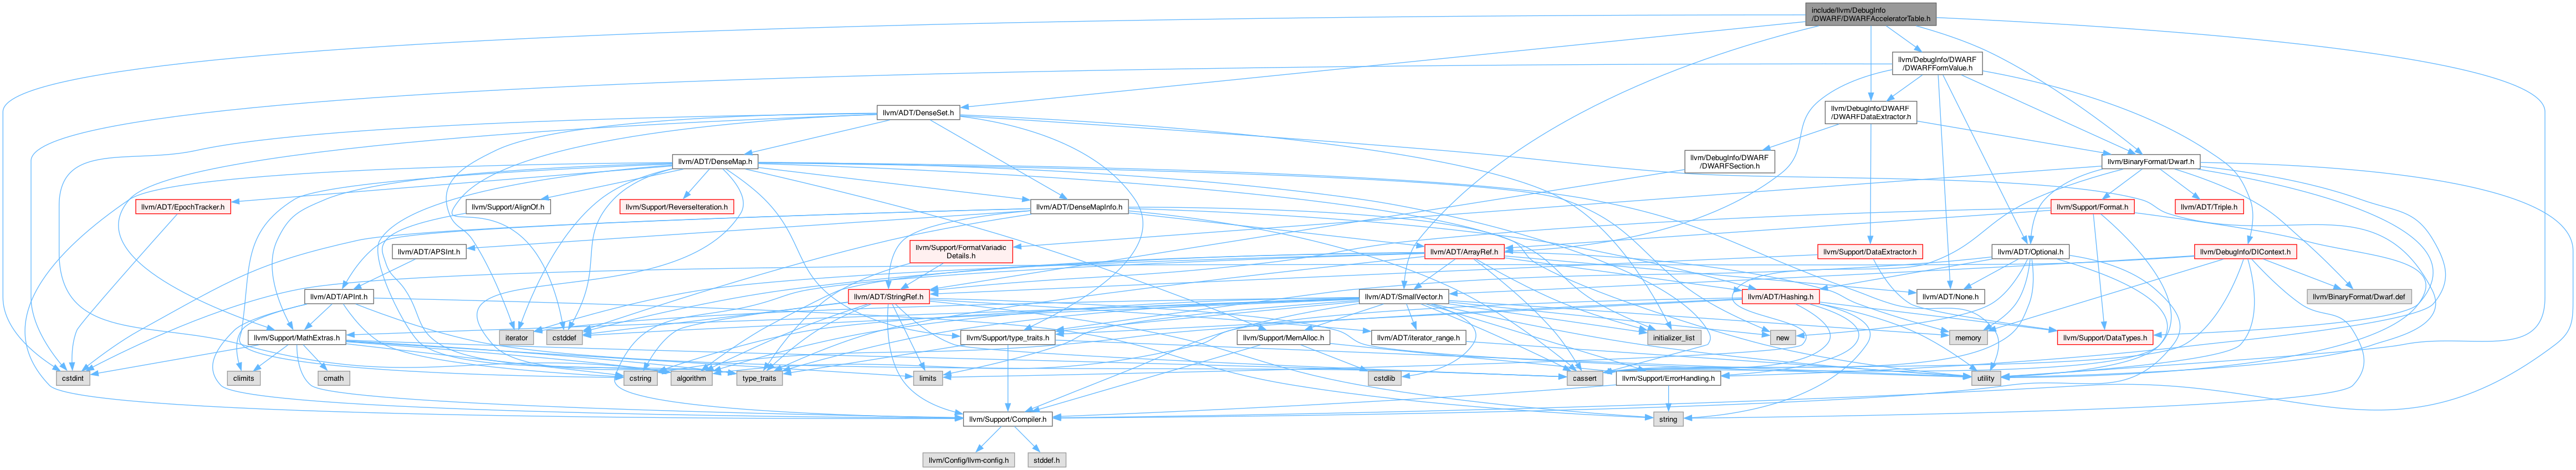 include/llvm/DebugInfo
/DWARF/DWARFAcceleratorTable.h
llvm/DebugInfo/DWARF
/DWARFFormValue.h
llvm/ADT/DenseSet.h
llvm/DebugInfo/DWARF
/DWARFDataExtractor.h
llvm/ADT/DenseMap.h
llvm/DebugInfo/DWARF
/DWARFSection.h
llvm/BinaryFormat/Dwarf.h
llvm/ADT/EpochTracker.h
llvm/Support/AlignOf.h
llvm/Support/ReverseIteration.h
llvm/ADT/DenseMapInfo.h
llvm/Support/Format.h
llvm/ADT/Triple.h
llvm/ADT/APSInt.h
llvm/Support/FormatVariadic
Details.h
llvm/ADT/ArrayRef.h
llvm/Support/DataExtractor.h
llvm/ADT/Optional.h
llvm/DebugInfo/DIContext.h
llvm/ADT/APInt.h
llvm/ADT/StringRef.h
llvm/ADT/SmallVector.h
llvm/ADT/Hashing.h
llvm/ADT/None.h
llvm/BinaryFormat/Dwarf.def
llvm/Support/MathExtras.h
iterator
cstddef
llvm/Support/type_traits.h
llvm/Support/MemAlloc.h
llvm/ADT/iterator_range.h
initializer_list
new
memory
llvm/Support/DataTypes.h
cstdint
climits
cmath
cstring
algorithm
type_traits
limits
cstdlib
cassert
llvm/Support/ErrorHandling.h
utility
llvm/Support/Compiler.h
string
llvm/Config/llvm-config.h
stddef.h